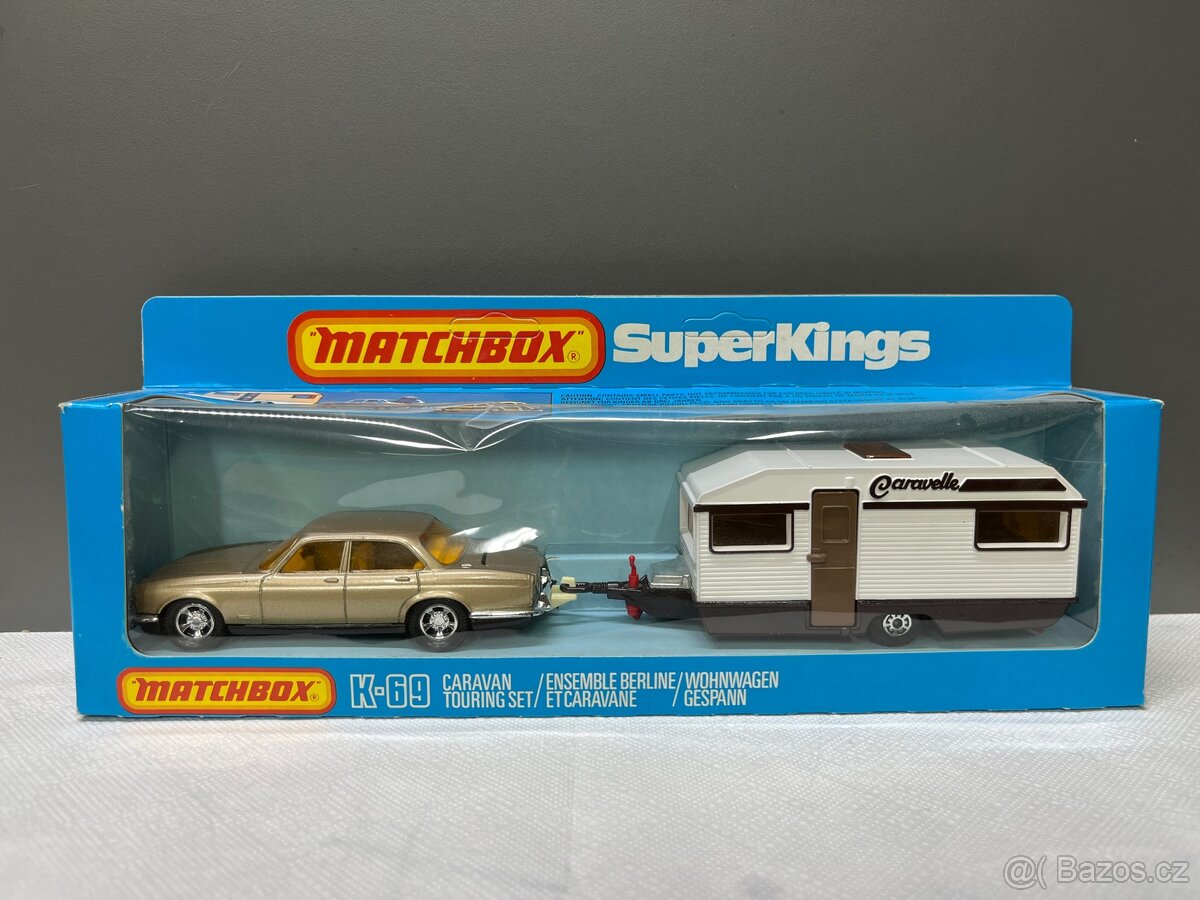 "MATCHBOX"®
SuperKings
Caravelle
"MATCHBOX"®
K-69
CARAVAN
TOURING SET/
ENSEMBLE BERLINE/
ET CARAVANE
WOHNWAGEN
GESPANN
Bazos.cz